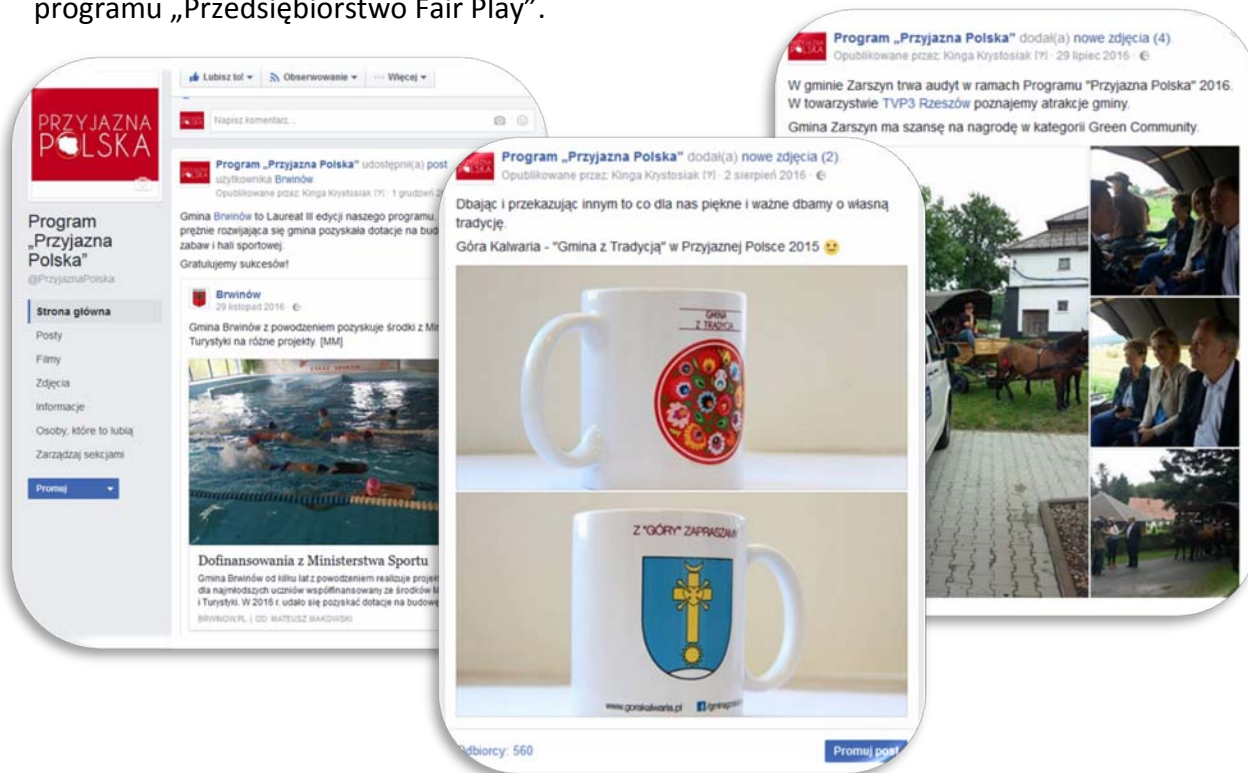 programu „Przedsiębiorstwo Fair Play”.
PRZYJAZNA
POLSKA
Program
„Przyjazna
Polska”
@PrzyjaznaPolska
Strona główna
Posty
Filmy
Zdjęcia
Informacje
Osoby, które to lubią
Zarządzaj sekcjami
Promuj
Lubisz to! Obserwowanie ··· Więcej
Napisz komentarz...
Program „Przyjazna Polska” udostępnił(a) post
użytkownika Brwinów.
Opublikowane przez: Kinga Krystosiak [?] · 1 grudzień
Gmina Brwinów to Laureat III edycji naszego programu.
prężnie rozwijająca się gmina pozyskała dotacje na
zabaw i hali sportowej.
Gratulujemy sukcesów!
Brwinów
29 listopad 2016 ·
Gmina Brwinów z powodzeniem pozyskuje środki z
Turystyki na różne projekty. [MM]
Dofinansowania z Ministerstwa Sportu
Gmina Brwinów od kilku lat z powodzeniem realizuje
dla najmłodszych uczniów współfinansowany ze środków
i Turystyki. W 2016 r. udało się pozyskać dotacje na budowę
BRWINOW.PL | OD: MATEUSZ MAKOWSKI
Program „Przyjazna Polska” dodał(a) nowe zdjęcia (2).
Opublikowane przez: Kinga Krystosiak [?] · 2 sierpień 2016 ·
Dbając i przekazując innym to co dla nas piękne i ważne dbamy o własną
tradycję.
Góra Kalwaria - "Gmina z Tradycją" w Przyjaznej Polsce 2015 😉
GMINA
Z TRADYCJĄ
Z "GÓRY" ZAPRASZAMY
www.gorakalwaria.pl
Odbiorcy: 560
Promuj post
Program „Przyjazna Polska” dodał(a) nowe zdjęcia (4).
Opublikowane przez: Kinga Krystosiak [?] · 29 lipiec 2016 ·
W gminie Zarszyn trwa audyt w ramach Programu "Przyjazna Polska" 2016.
W towarzystwie TVP3 Rzeszów poznajemy atrakcje gminy.
Gmina Zarszyn ma szansę na nagrodę w kategorii Green Community.